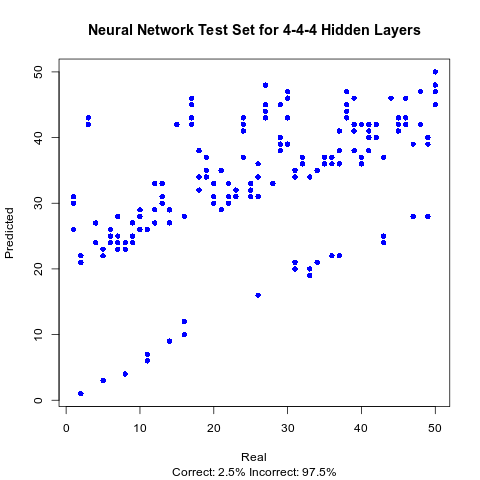 Neural Network Test Set for 4-4-4 Hidden Layers
Predicted
50
40
30
20
10
0
0 10 20 30 40 50
Real
Correct: 2.5% Incorrect: 97.5%